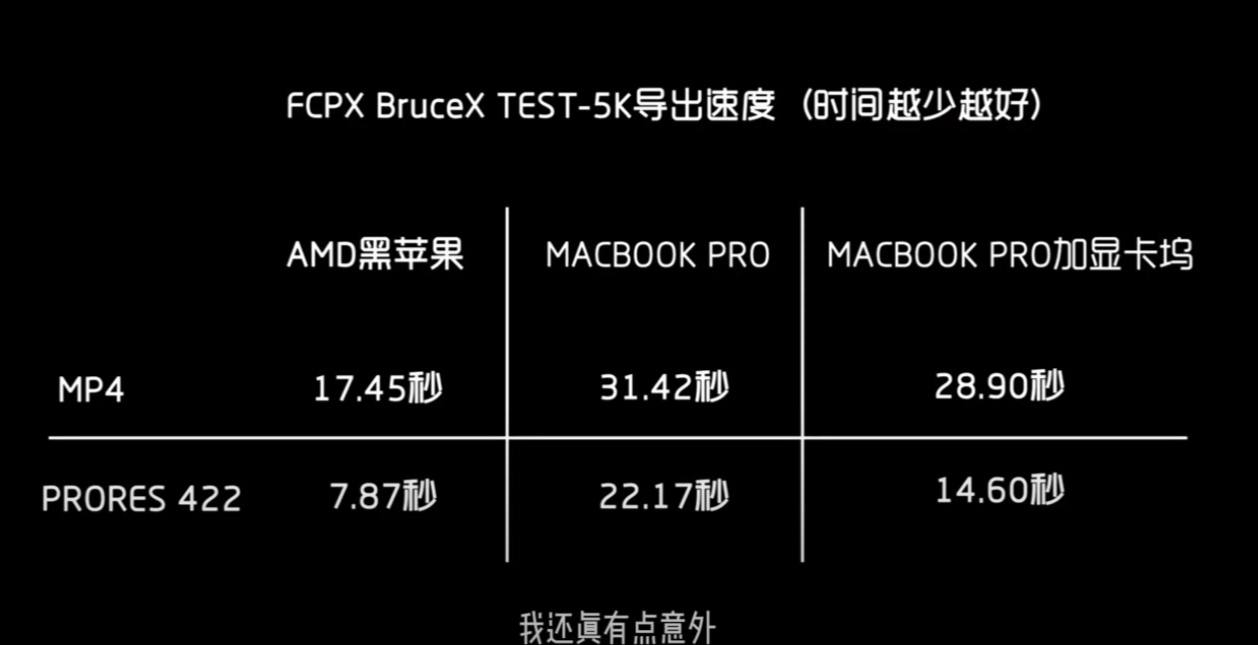 FCPX BruceX TEST-5K导出速度 (时间越少越好)
AMD黑苹果 MACBOOK PRO MACBOOK PRO加显卡坞
MP4 17.45秒 31.42秒 28.90秒
PRORES 422 7.87秒 22.17秒 14.60秒
我还真有点意外